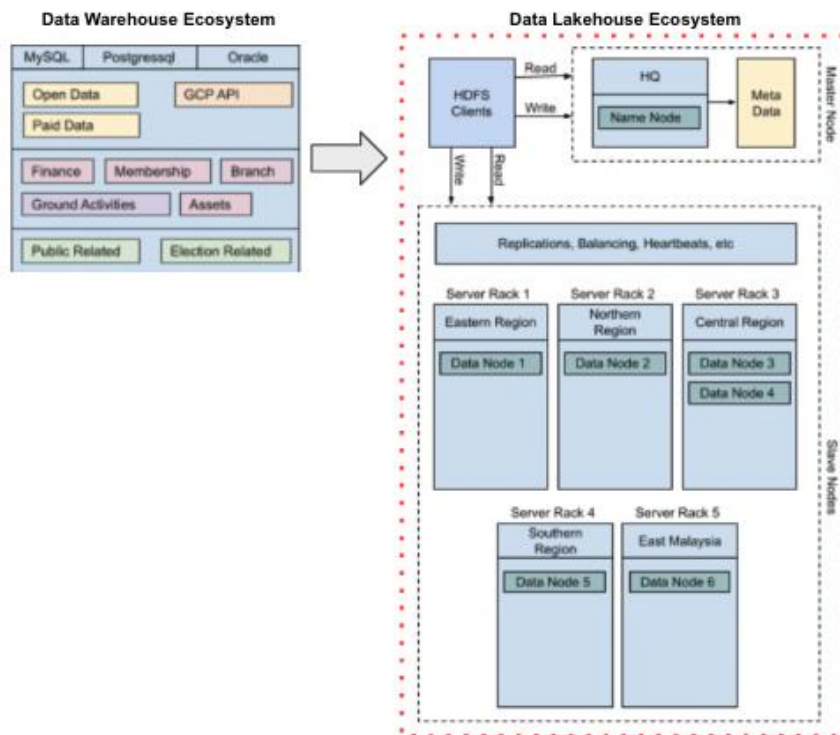 Data Warehouse Ecosystem
MySQL Postgressql Oracle
Open Data GCP API
Paid Data
Finance Membership Branch
Ground Activities Assets
Public Related Election Related
Data Lakehouse Ecosystem
HDFS
Clients
Read
Write
HQ
Name Node
Meta
Data
Master Node
Write
Read
Replications, Balancing, Heartbeats, etc
Server Rack 1 Server Rack 2 Server Rack 3
Eastern Region
Northern
Region
Central Region
Data Node 1 Data Node 2 Data Node 3
Data Node 4
Slave Nodes
Server Rack 4 Server Rack 5
Southern
Region
East Malaysia
Data Node 5 Data Node 6